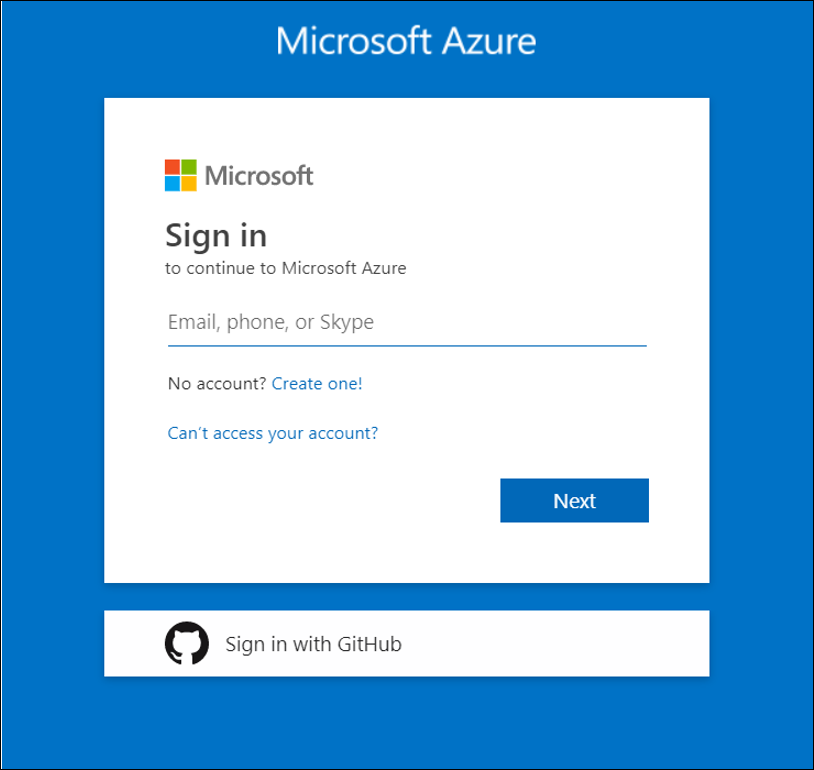 Microsoft Azure
Microsoft
Sign in
to continue to Microsoft Azure
Email, phone, or Skype
No account? Create one!
Can't access your account?
Next
Sign in with GitHub